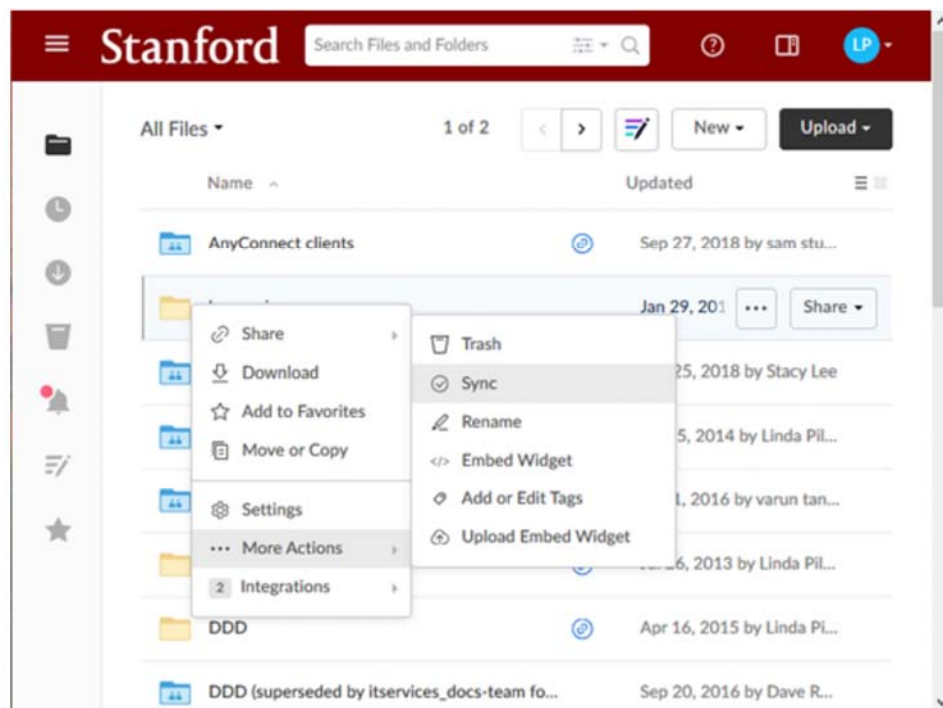 Stanford
Search Files and Folders
LP
All Files
1 of 2
New
Upload
Name
Updated
AnyConnect clients
Sep 27, 2018 by sam stu...
Jan 29, 201
Share
Share
Download
Add to Favorites
Move or Copy
Settings
More Actions
2 Integrations
Trash
Sync
Rename
Embed Widget
Add or Edit Tags
Upload Embed Widget
25, 2018 by Stacy Lee
5, 2014 by Linda Pil...
1, 2016 by varun tan...
6, 2013 by Linda Pil...
DDD
Apr 16, 2015 by Linda Pi...
DDD (superseded by itservices_docs-team fo...
Sep 20, 2016 by Dave R...